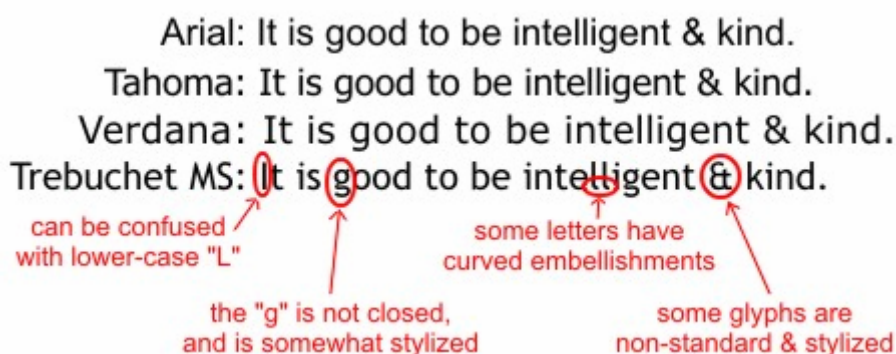 Arial: It is good to be intelligent & kind.
Tahoma: It is good to be intelligent & kind.
Verdana: It is good to be intelligent & kind.
Trebuchet MS: It is good to be intelligent & kind.
can be confused
with lower-case "L"
some letters have
curved embellishments
the "g" is not closed,
and is somewhat stylized
some glyphs are
non-standard & stylized